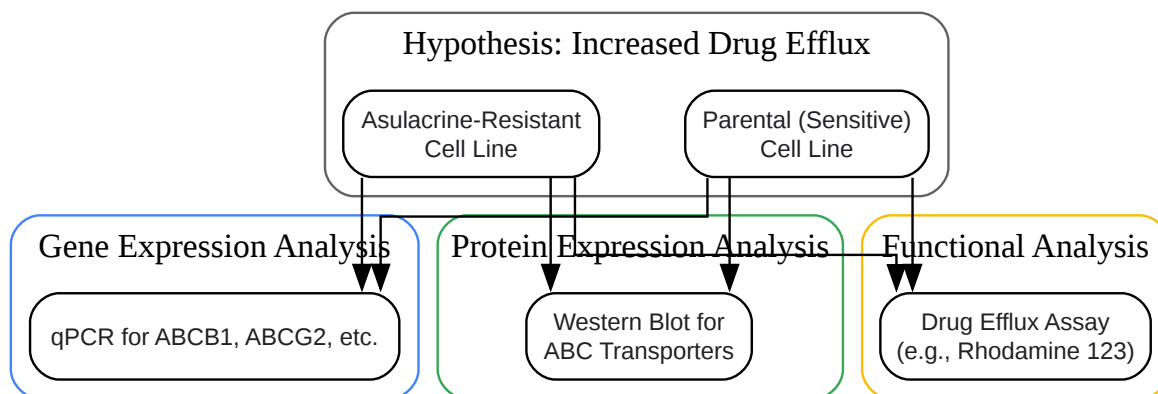 Hypothesis: Increased Drug Efflux
Asulacrine-Resistant
Cell Line
Parental (Sensitive)
Cell Line
Gene Expression Analysis
Protein Expression Analysis
Functional Analysis
qPCR for ABCB1, ABCG2, etc.
Western Blot for
ABC Transporters
Drug Efflux Assay
(e.g., Rhodamine 123)